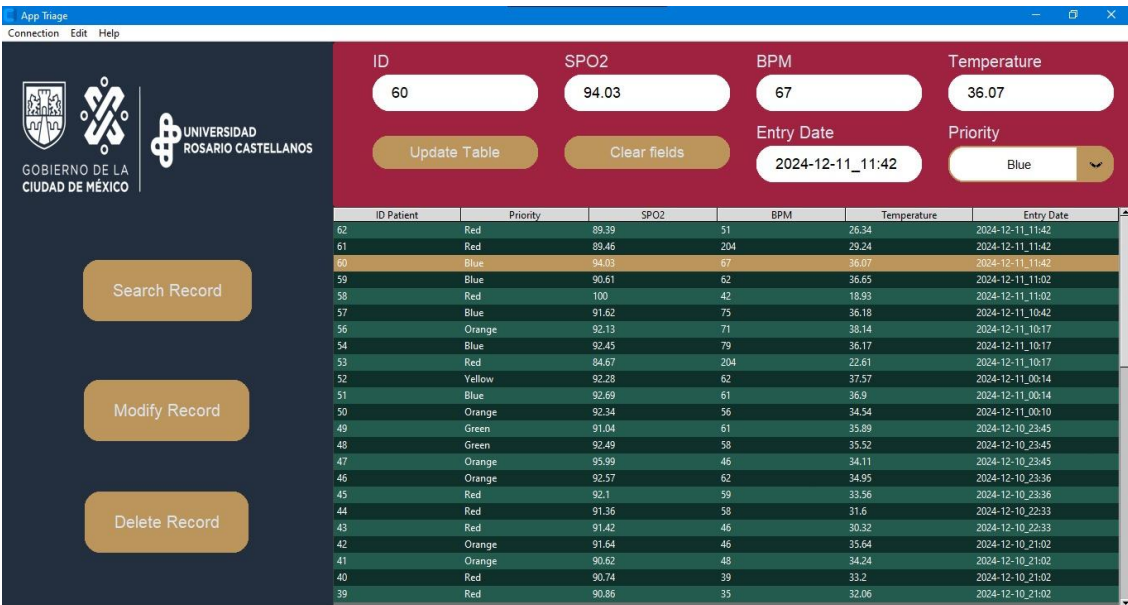 App Triage
Connection Edit Help
GOBIERNO DE LA
CIUDAD DE MÉXICO
UNIVERSIDAD
ROSARIO CASTELLANOS
Search Record
Modify Record
Delete Record
ID SPO2 BPM Temperature
60 94.03 67 36.07
Update Table Clear fields
Entry Date Priority
2024-12-11_11:42 Blue
ID Patient Priority SPO2 BPM Temperature Entry Date
62 Red 89.39 51 26.34 2024-12-11_11:42
61 Red 89.46 204 29.24 2024-12-11_11:42
60 Blue 94.03 67 36.07 2024-12-11_11:42
59 Blue 90.61 62 36.65 2024-12-11_11:02
58 Red 100 42 18.93 2024-12-11_11:02
57 Blue 91.62 75 36.18 2024-12-11_10:42
56 Orange 92.13 71 38.14 2024-12-11_10:17
54 Blue 92.45 79 36.17 2024-12-11_10:17
53 Red 84.67 204 22.61 2024-12-11_10:17
52 Yellow 92.28 62 37.57 2024-12-11_00:14
51 Blue 92.69 61 36.9 2024-12-11_00:14
50 Orange 92.34 56 34.54 2024-12-11_00:10
49 Green 91.04 61 35.89 2024-12-10_23:45
48 Green 92.49 58 35.52 2024-12-10_23:45
47 Orange 95.99 46 34.11 2024-12-10_23:45
46 Orange 92.57 62 34.95 2024-12-10_23:36
45 Red 92.1 59 33.56 2024-12-10_23:36
44 Red 91.36 58 31.6 2024-12-10_22:33
43 Red 91.42 46 30.32 2024-12-10_22:33
42 Orange 91.64 46 35.64 2024-12-10_21:02
41 Orange 90.62 48 34.24 2024-12-10_21:02
40 Red 90.74 39 33.2 2024-12-10_21:02
39 Red 90.86 35 32.06 2024-12-10_21:02